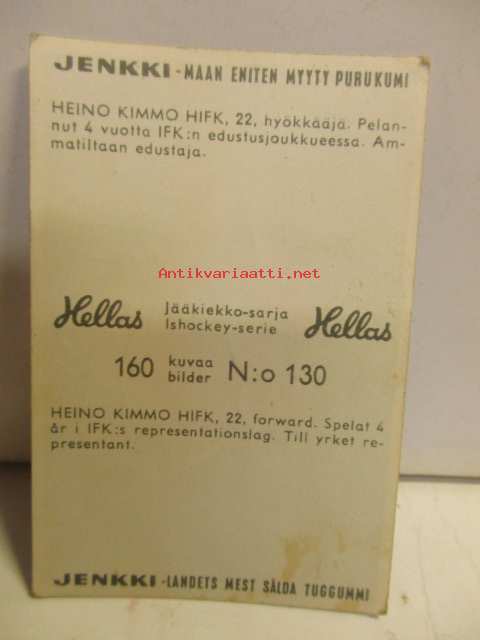 JENKKI - MAAN ENITEN MYYTY PURUKUMI
HEINO KIMMO HIFK, 22, hyökkääjä. Pelan-
nut 4 vuotta IFK:n edustusjoukkueessa. Am-
matiltaan edustaja.
Antikvariaatti.net
Hellas Jääkiekko-sarja Hellas
Ishockey-serie
160 kuvaa N:o 130
bilder
HEINO KIMMO HIFK, 22, forward. Spelat 4
år i IFK:s representationslag. Till yrket re-
presentant.
JENKKI - LANDETS MEST SÅLDA TUGGUMMI